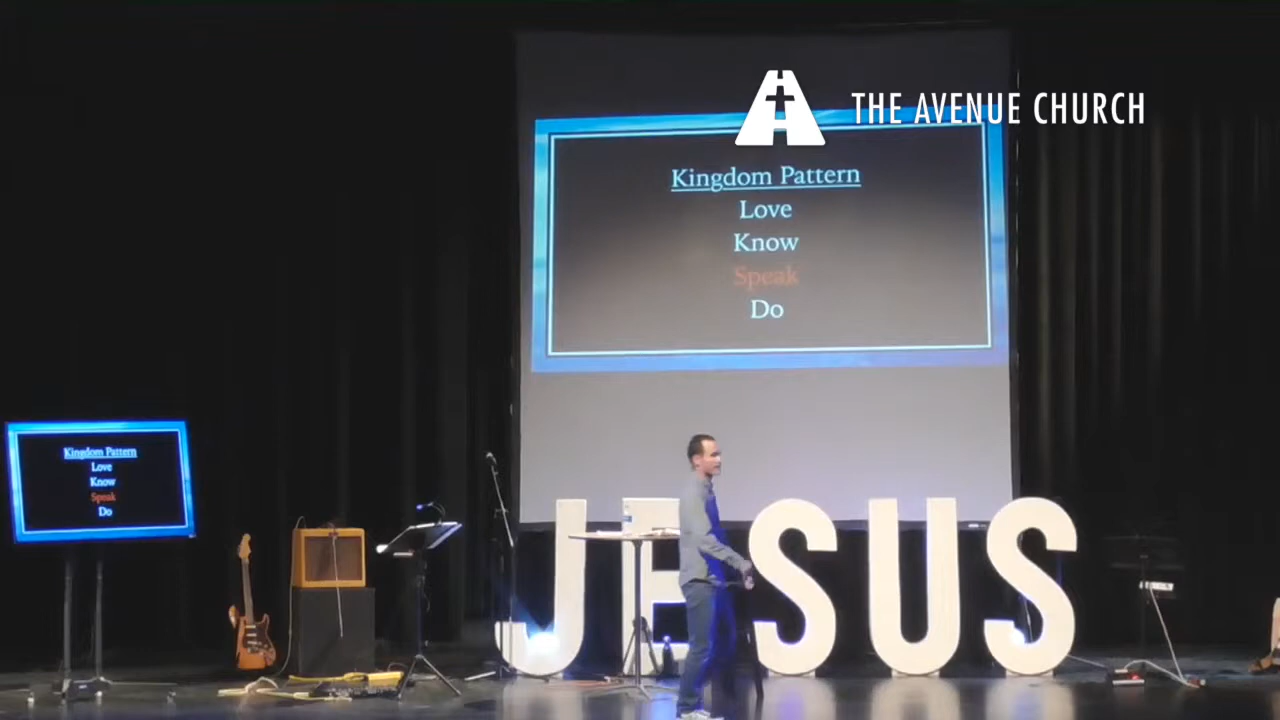 THE AVENUE CHURCH
Kingdom Pattern
Love
Know
Speak
Do
Kingdom Pattern
Love
Know
Speak
Do
JESUS